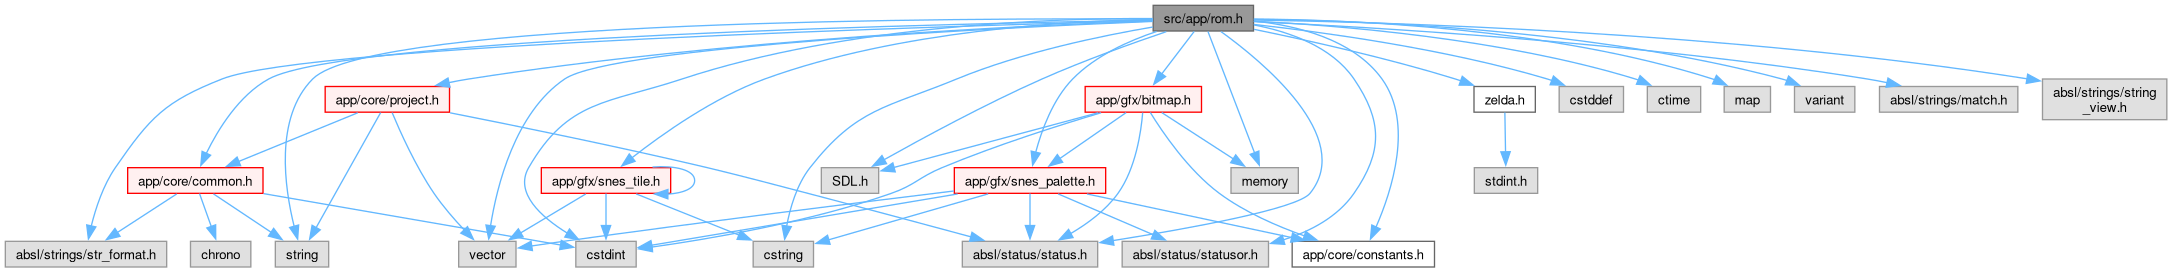 src/app/rom.h
app/core/project.h
app/gfx/bitmap.h
zelda.h
cstddef
ctime
map
variant
absl/strings/match.h
absl/strings/string
_view.h
app/core/common.h
app/gfx/snes_tile.h
SDL.h
app/gfx/snes_palette.h
memory
stdint.h
absl/strings/str_format.h
chrono
string
vector
cstdint
cstring
absl/status/status.h
absl/status/statusor.h
app/core/constants.h